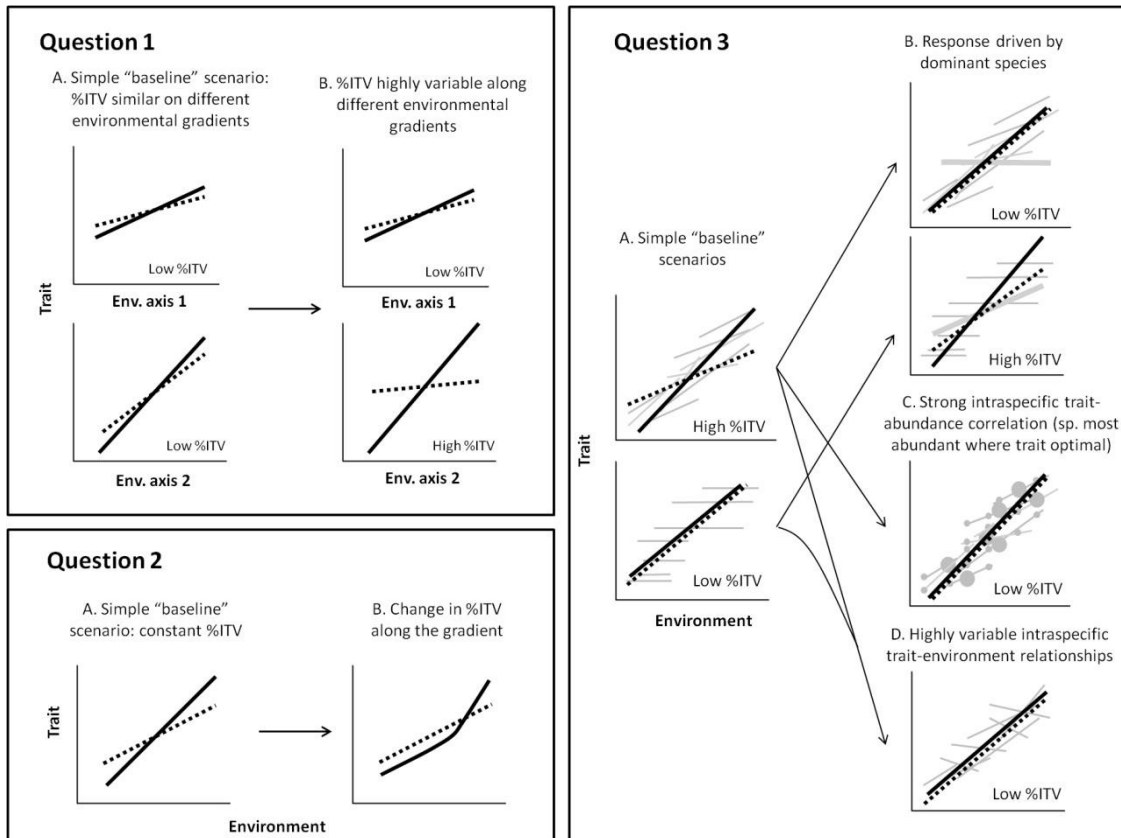 Question 1
A. Simple “baseline” scenario:
%ITV similar on different
environmental gradients
B. %ITV highly variable along
different environmental
gradients
Low %ITV
Low %ITV
Env. axis 1
Env. axis 1
Trait
Low %ITV
High %ITV
Env. axis 2
Env. axis 2
Question 2
A. Simple “baseline”
scenario: constant %ITV
B. Change in %ITV
along the gradient
Trait
Environment
Question 3
A. Simple “baseline”
scenarios
High %ITV
Trait
Low %ITV
Environment
B. Response driven by
dominant species
Low %ITV
High %ITV
C. Strong intraspecific trait-
abundance correlation (sp. most
abundant where trait optimal)
Low %ITV
D. Highly variable intraspecific
trait-environment relationships
Low %ITV